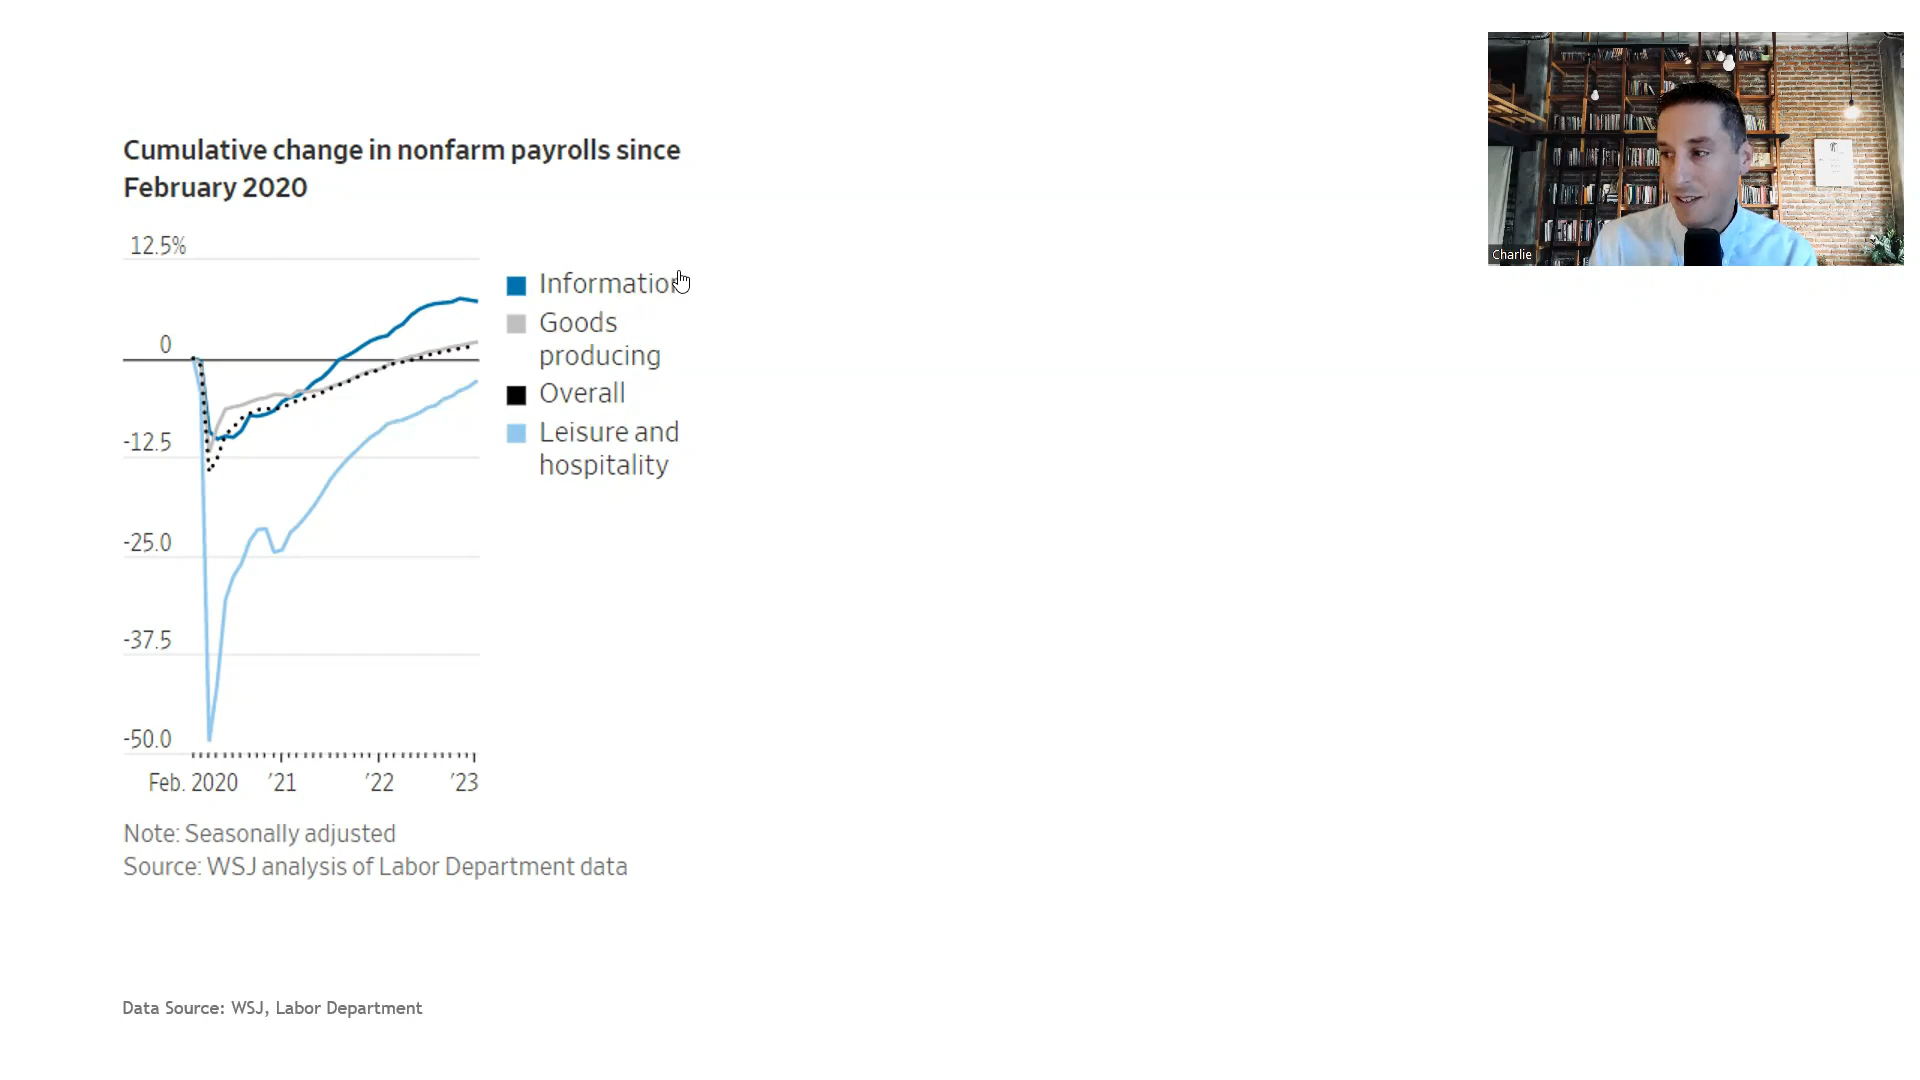 Cumulative change in nonfarm payrolls since
February 2020
12.5%
0
-12.5
-25.0
-37.5
-50.0
Feb. 2020 '21 '22 '23
Information
Goods
producing
Overall
Leisure and
hospitality
Note: Seasonally adjusted
Source: WSJ analysis of Labor Department data
Data Source: WSJ, Labor Department
Charlie